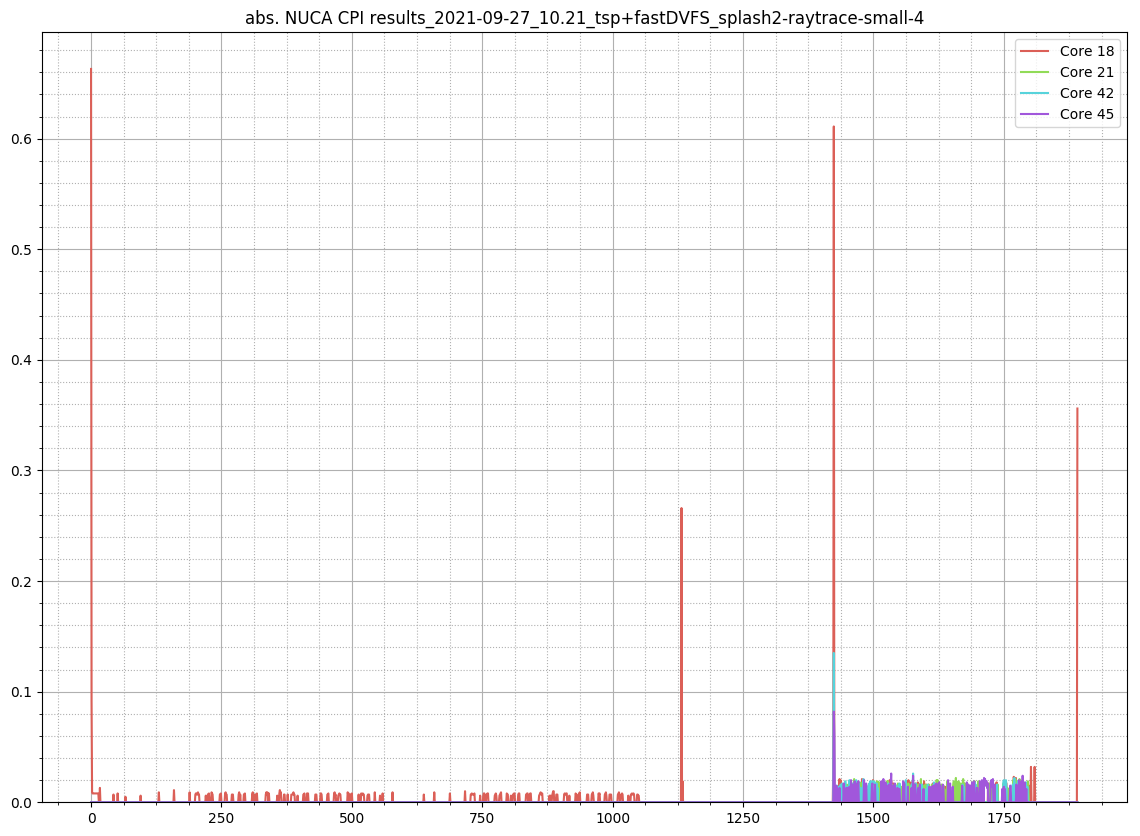 abs. NUCA CPI results_2021-09-27_10.21_tsp+fastDVFS_splash2-raytrace-small-4
Core 18
Core 21
Core 42
Core 45
0.6
0.5
0.4
0.3
0.2
0.1
0.0
0 250 500 750 1000 1250 1500 1750